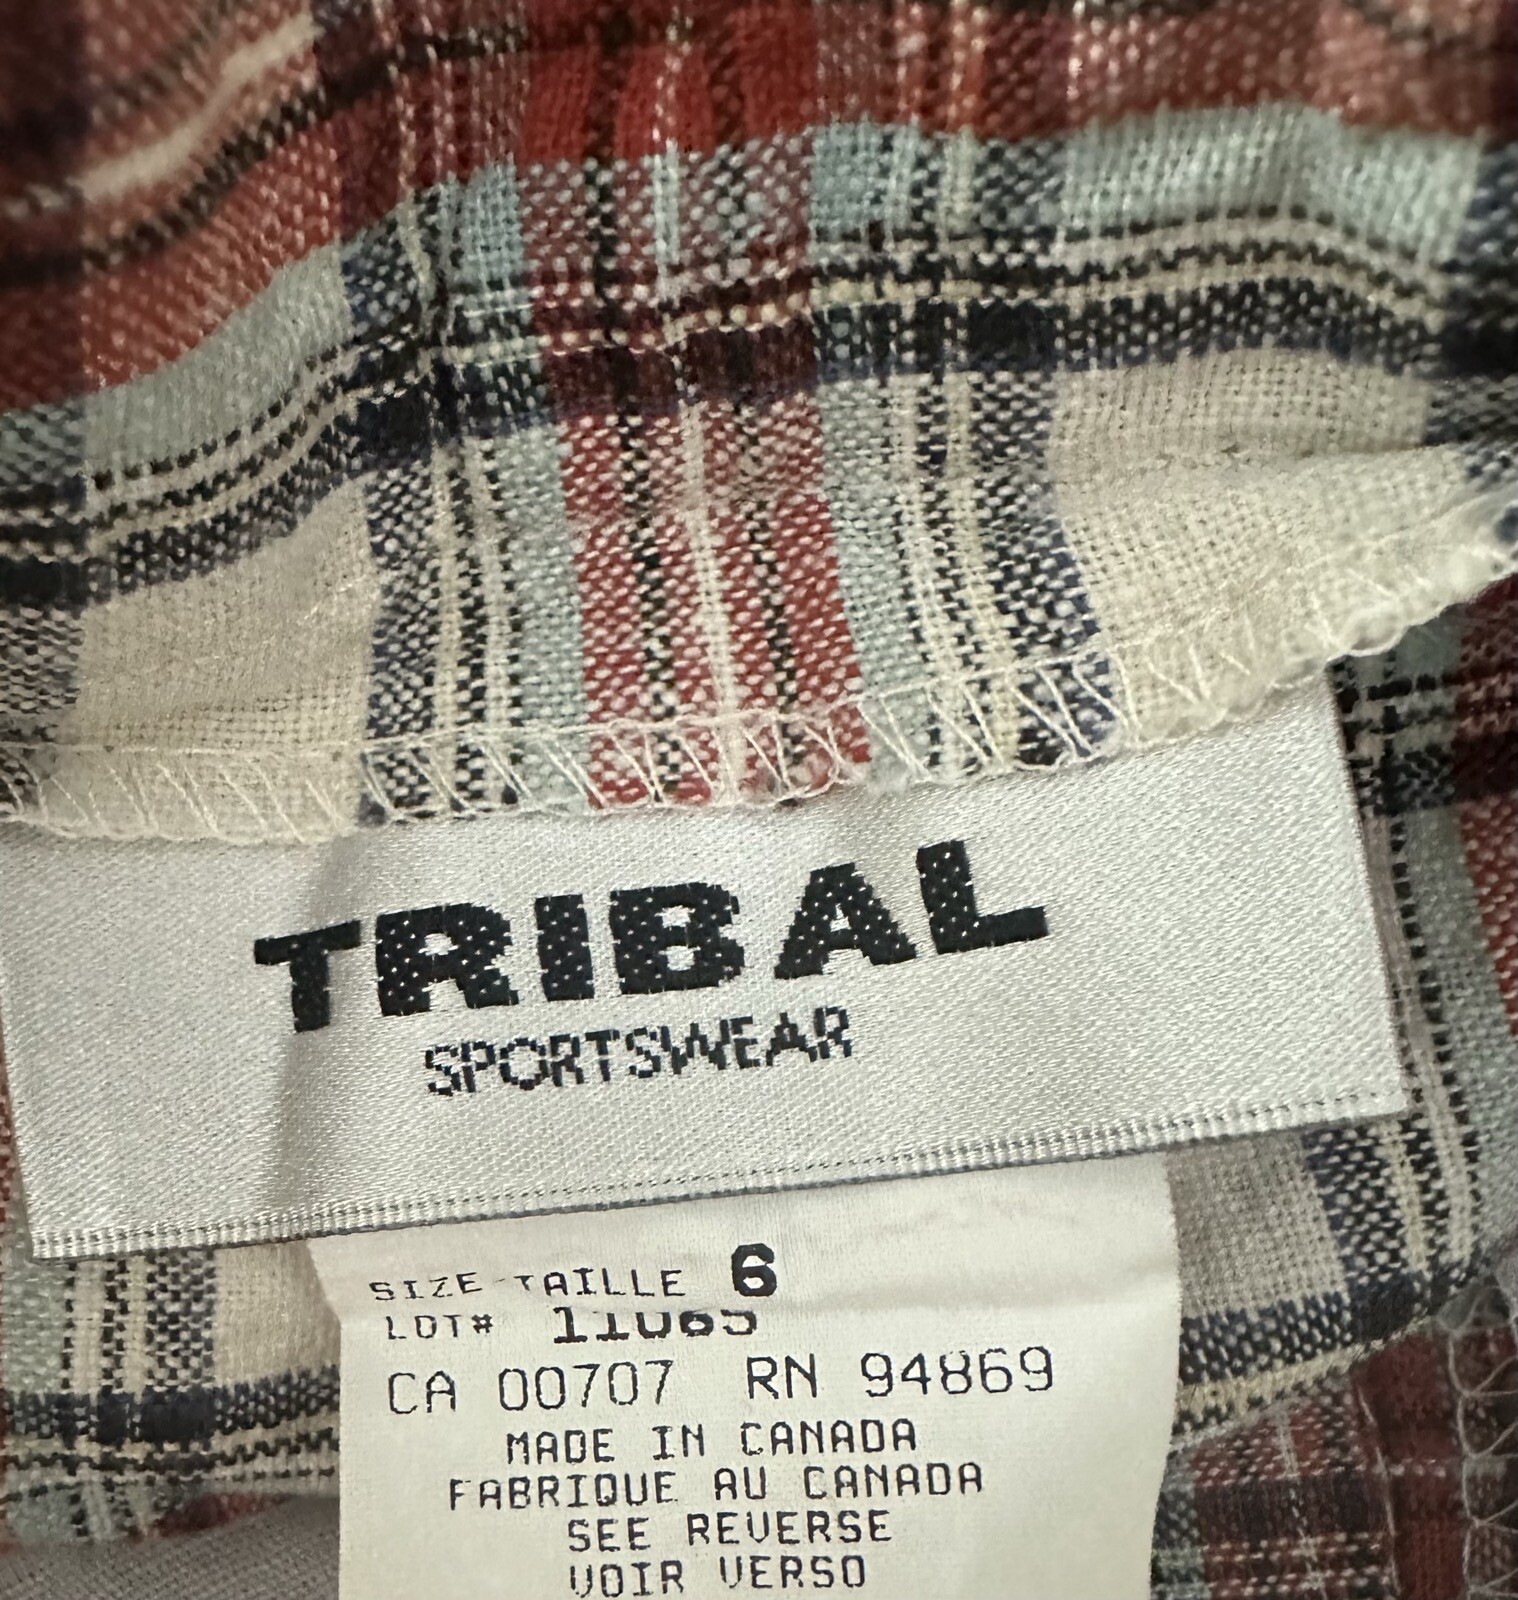 TRIBAL
SPORTSWEAR
SIZE-TAILLE 6
LOT# 11065
CA 00707 RN 94869
MADE IN CANADA
FABRIQUE AU CANADA
SEE REVERSE
VOIR VERSO